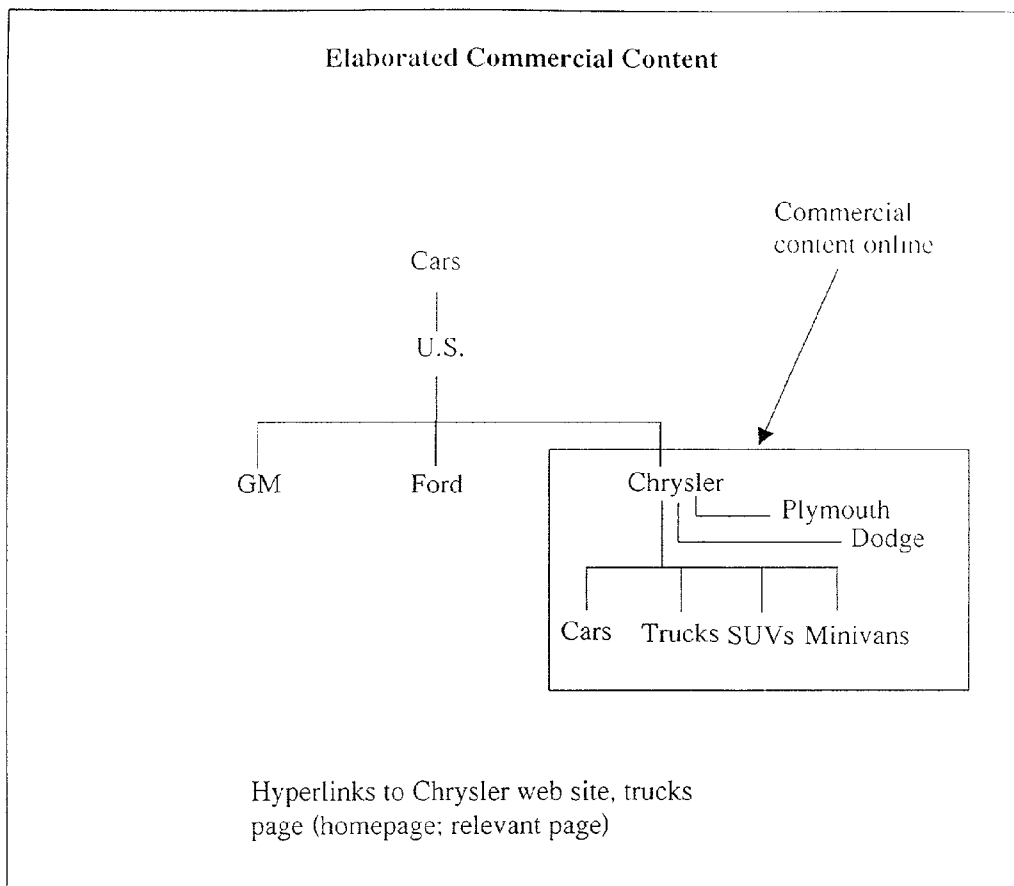 Elaborated Commercial Content
Commercial
content online
Cars
U.S.
GM
Ford
Chrysler
Plymouth
Dodge
Cars
Trucks
SUVs
Minivans
Hyperlinks to Chrysler web site, trucks
page (homepage; relevant page)